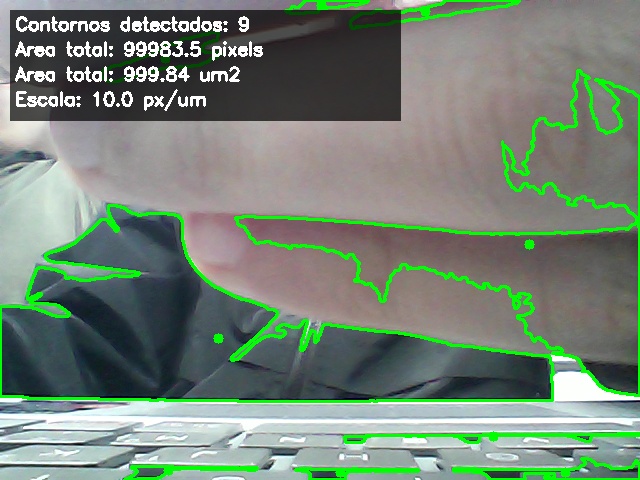 Contornos detectados: 9
Area total: 99983.5 pixels
Area total: 999.84 um2
Escala: 10.0 px/um
N
H